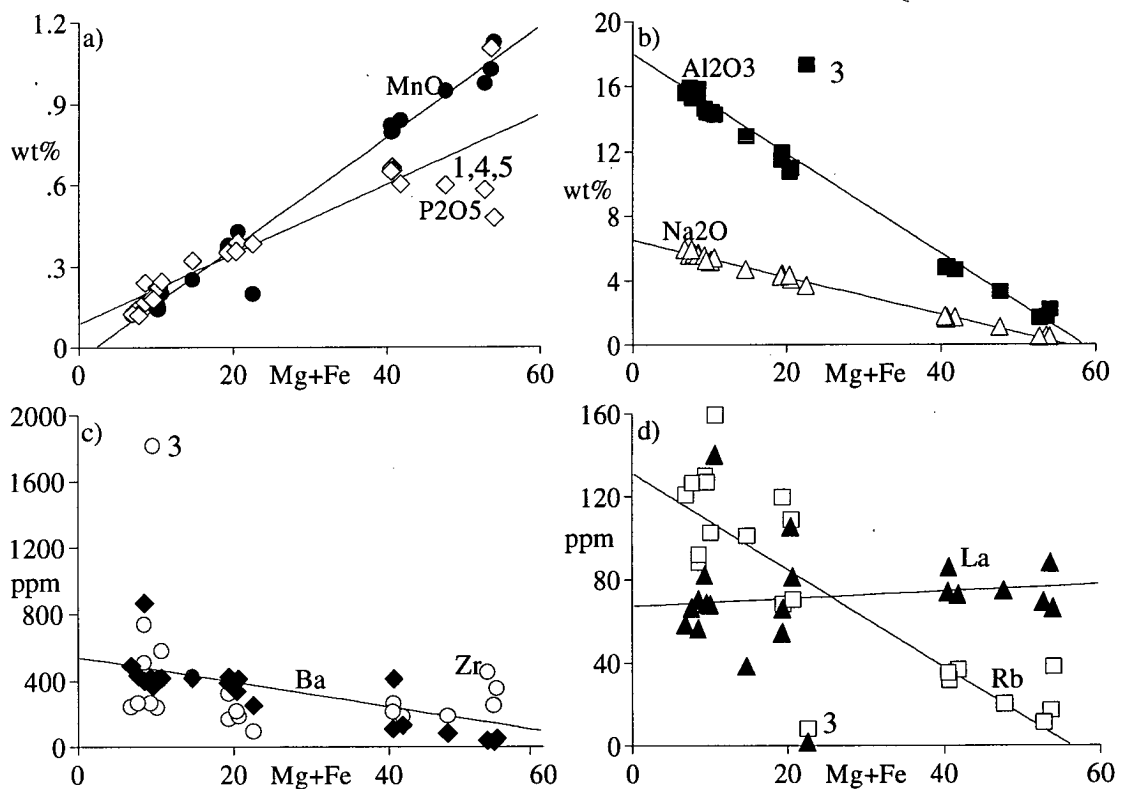 1.2
a)
MnO
.9
wt%
1,4,5
.6
P2O5
.3
0
0
20
Mg+Fe
40
60
20
b)
Al2O3
3
16
12
wt%
8
Na2O
4
0
0
20
Mg+Fe
40
60
2000
c)
3
1600
1200
ppm
800
Zr
400
Ba
0
0
20
Mg+Fe
40
60
160
d)
120
ppm
La
80
40
Rb
3
0
0
20
Mg+Fe
40
60